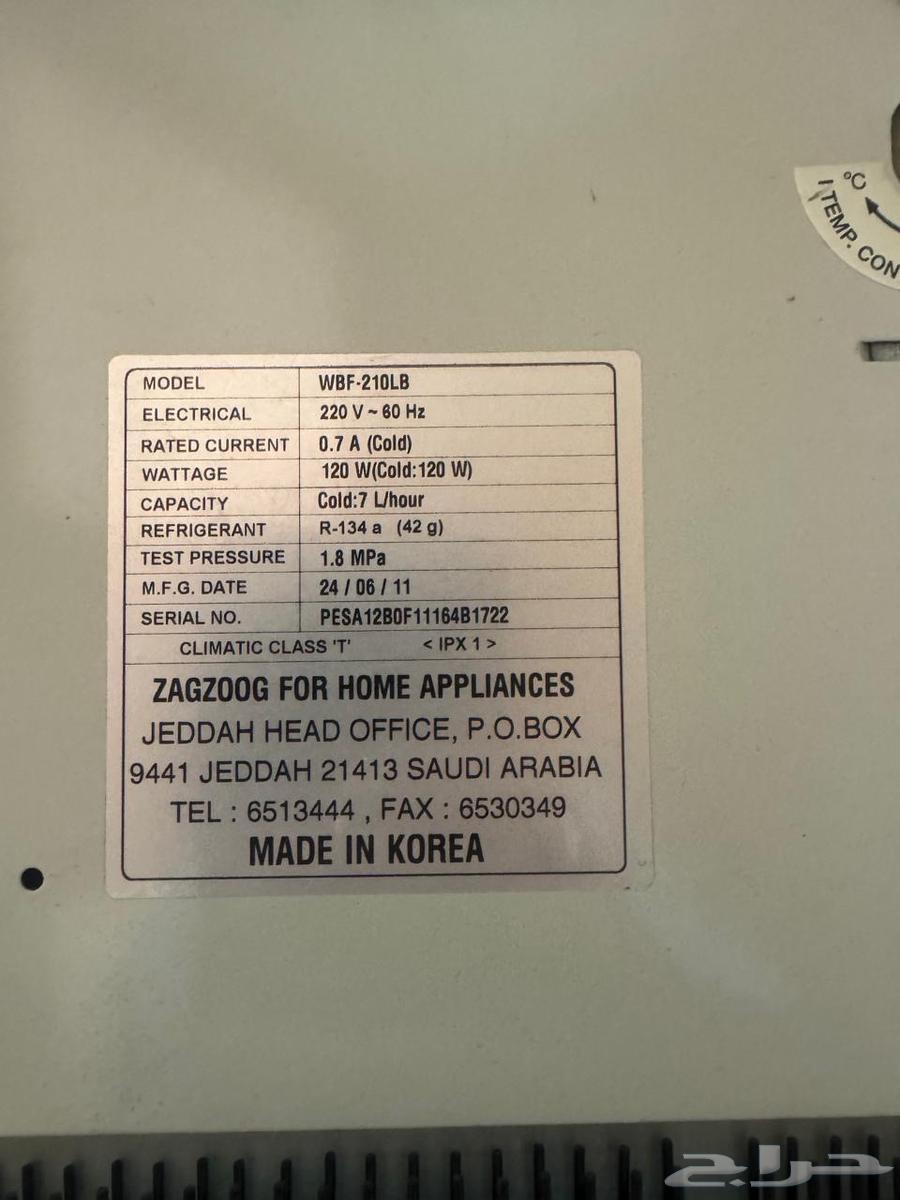 °C
TEMP. CON
MODEL WBF-210LB
ELECTRICAL 220 V ~ 60 Hz
RATED CURRENT 0.7 A (Cold)
WATTAGE 120 W(Cold:120 W)
CAPACITY Cold:7 L/hour
REFRIGERANT R-134 a (42 g)
TEST PRESSURE 1.8 MPa
M.F.G. DATE 24 / 06 / 11
SERIAL NO. PESA12B0F11164B1722
CLIMATIC CLASS 'T' < IPX 1 >
ZAGZOOG FOR HOME APPLIANCES
JEDDAH HEAD OFFICE, P.O.BOX
9441 JEDDAH 21413 SAUDI ARABIA
TEL : 6513444 , FAX : 6530349
MADE IN KOREA
حراج